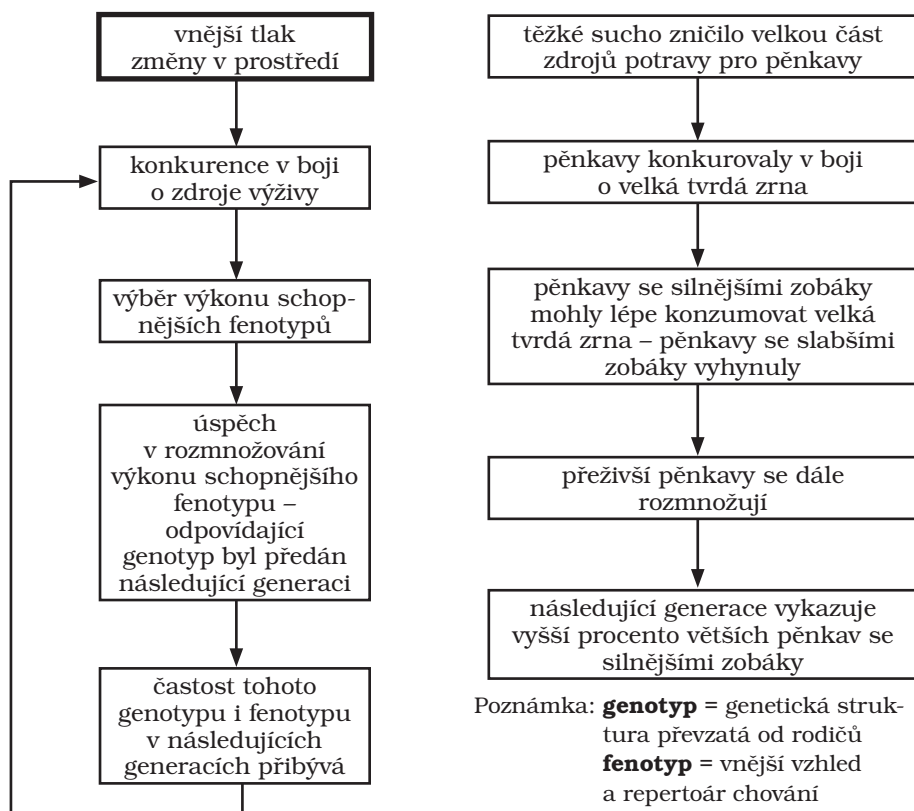 vnější tlak
změny v prostředí
konkurence v boji
o zdroje výživy
výběr výkonu schop-
nějších fenotypů
úspěch
v rozmnožování
výkonu schopnějšího
fenotypu –
odpovídající
genotyp byl předán
následující generaci
častost tohoto
genotypu i fenotypu
v následujících
generacích přibývá
těžké sucho zničilo velkou část
zdrojů potravy pro pěnkavy
pěnkavy konkurovaly v boji
o velká tvrdá zrna
pěnkavy se silnějšími zobáky
mohly lépe konzumovat velká
tvrdá zrna – pěnkavy se slabšími
zobáky vyhynuly
přeživší pěnkavy se dále
rozmnožují
následující generace vykazuje
vyšší procento větších pěnkav se
silnějšími zobáky
Poznámka: genotyp = genetická struk-
tura převzatá od rodičů
fenotyp = vnější vzhled
a repertoár chování